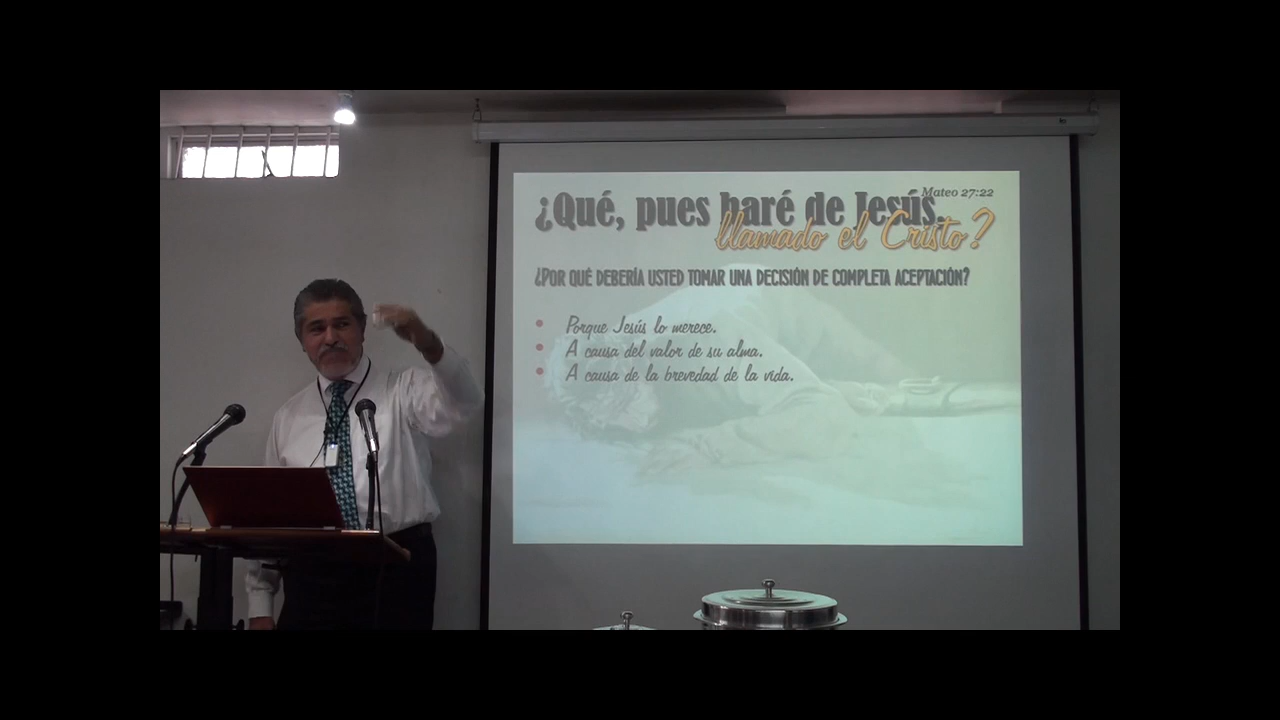 Mateo 27:22
¿Qué, pues haré de Jesús,
llamado el Cristo?
¿POR QUÉ DEBERÍA USTED TOMAR UNA DECISIÓN DE COMPLETA ACEPTACIÓN?
• Porque Jesús lo merece.
• A causa del valor de su alma.
• A causa de la brevedad de la vida.